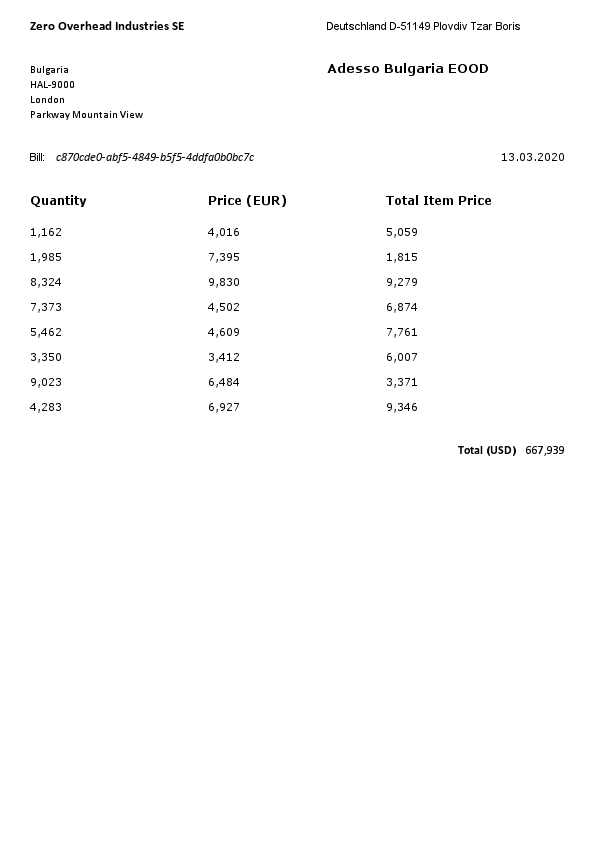 Zero Overhead Industries SE
Deutschland D-51149 Plovdiv Tzar Boris
Bulgaria
HAL-9000
London
Parkway Mountain View
Adesso Bulgaria EOOD
Bill: c870cde0-abf5-4849-b5f5-4ddfa0b0bc7c 13.03.2020
Quantity Price (EUR) Total Item Price
1,162 4,016 5,059
1,985 7,395 1,815
8,324 9,830 9,279
7,373 4,502 6,874
5,462 4,609 7,761
3,350 3,412 6,007
9,023 6,484 3,371
4,283 6,927 9,346
Total (USD) 667,939